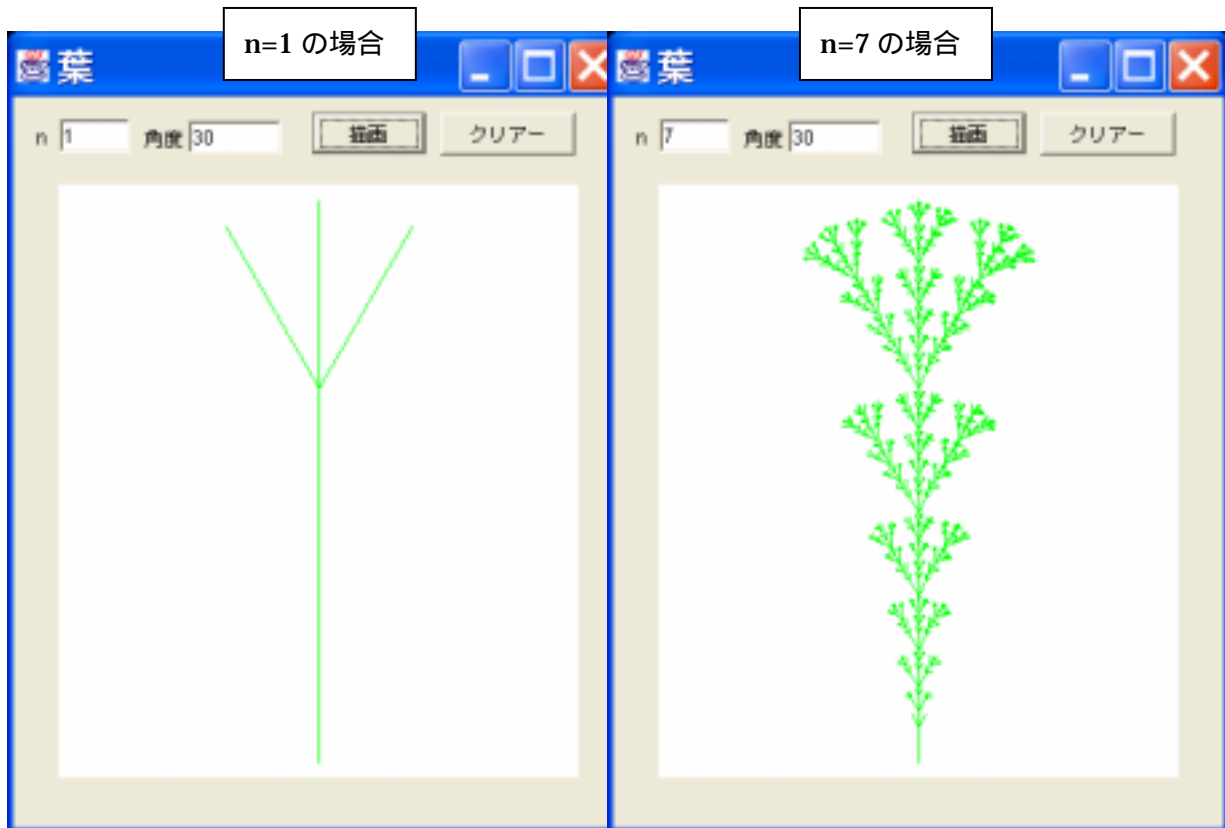 n=1 の場合
n=7 の場合
葉
n 1 角度 30 描画 クリアー
葉
n 7 角度 30 描画 クリアー